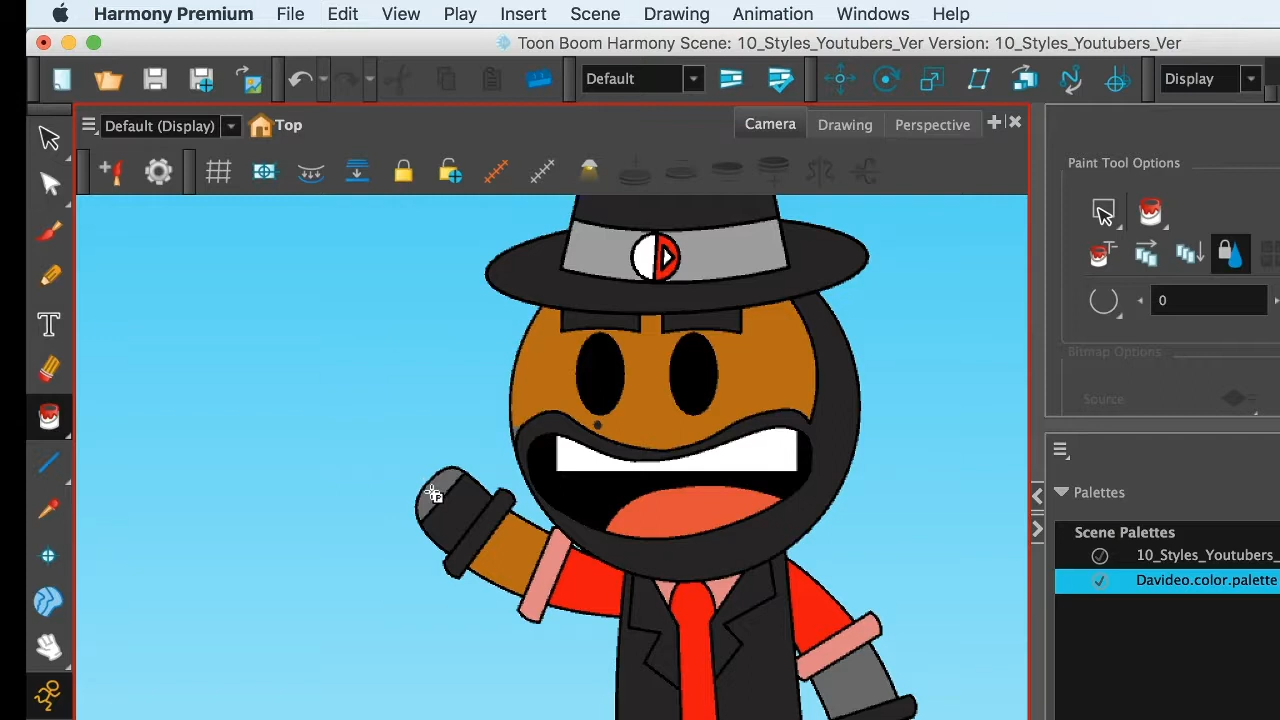 Harmony Premium File Edit View Play Insert Scene Drawing Animation Windows Help
Toon Boom Harmony Scene: 10_Styles_Youtubers_Ver Version: 10_Styles_Youtubers_Ver
Default Display
Default (Display) Top Camera Drawing Perspective
Paint Tool Options
0
Bitmap Options
Source
Palettes
Scene Palettes
10_Styles_Youtubers_
Davideo.color.palette